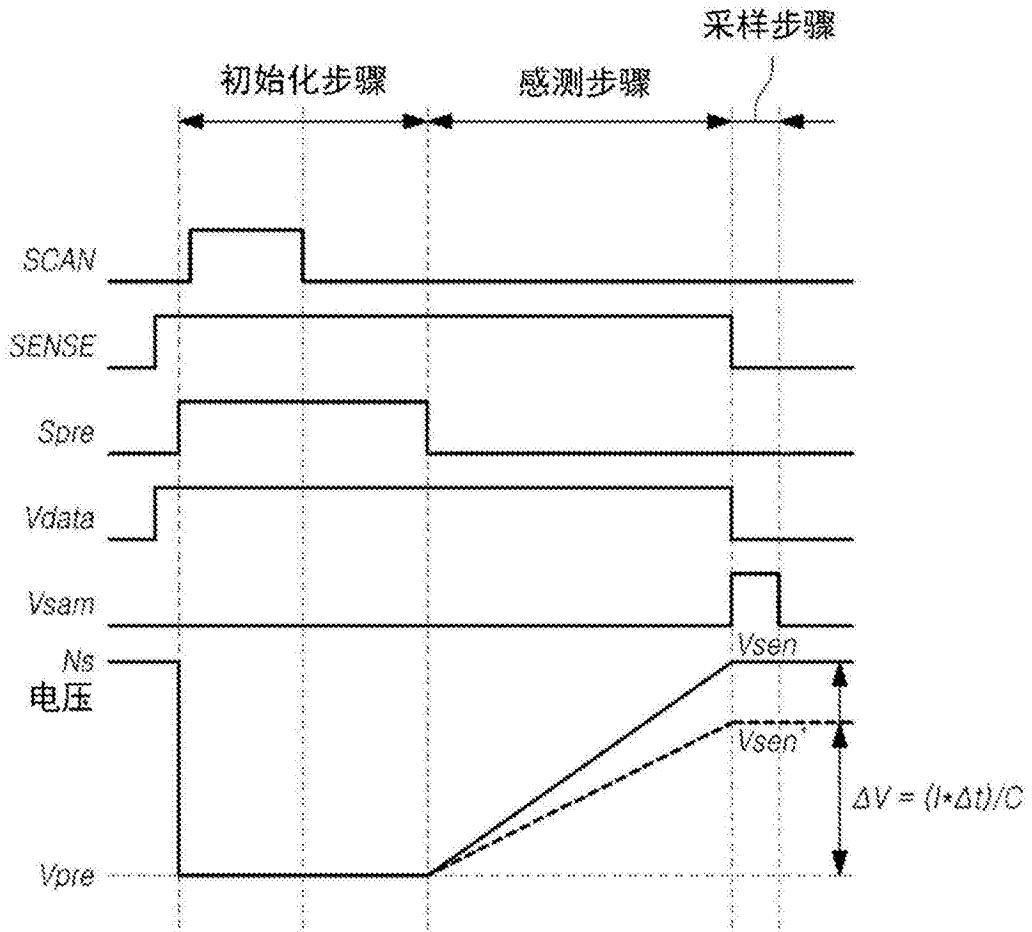 采样步骤
初始化步骤
感测步骤
SCAN
SENSE
Spre
Vdata
Vsam
Ns
电压
Vsen
Vsen'
ΔV = (I*Δt)/C
Vpre